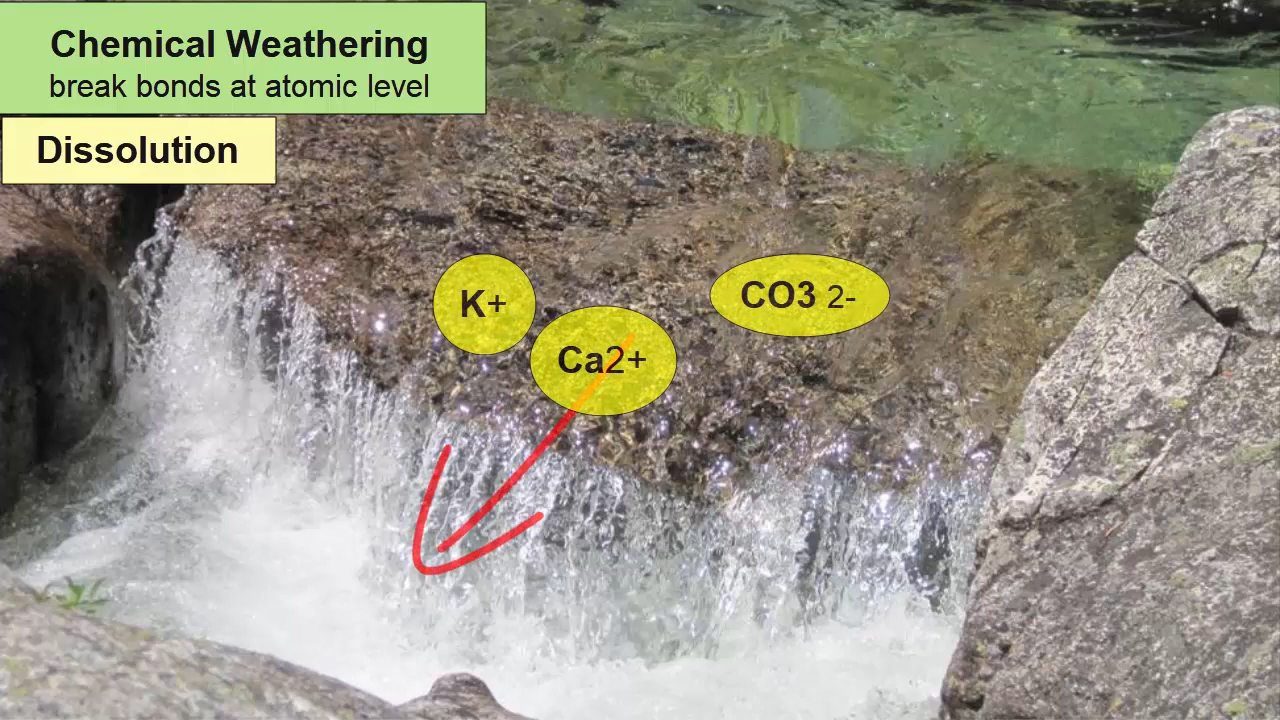 Chemical Weathering
break bonds at atomic level
Dissolution
K+
Ca2+
CO3 2-